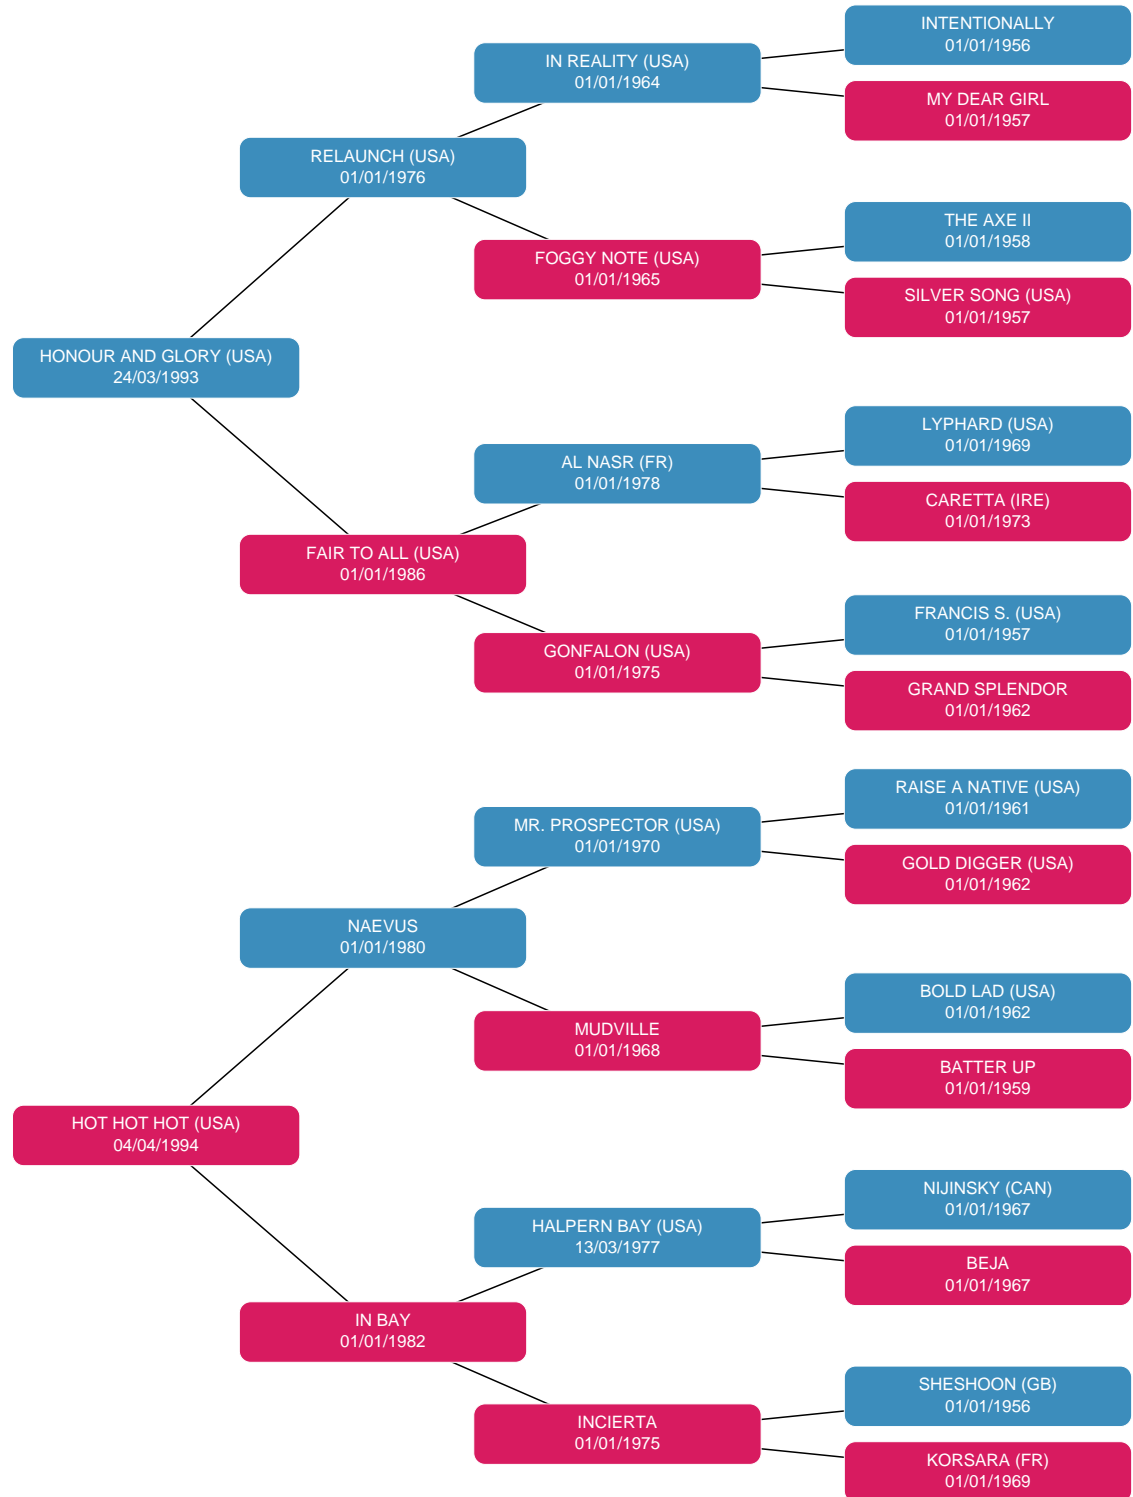 INTENTIONALLY
01/01/1956
IN REALITY (USA)
01/01/1964
MY DEAR GIRL
01/01/1957
RELAUNCH (USA)
01/01/1976
THE AXE II
01/01/1958
FOGGY NOTE (USA)
01/01/1965
SILVER SONG (USA)
01/01/1957
HONOUR AND GLORY (USA)
24/03/1993
LYPHARD (USA)
01/01/1969
AL NASR (FR)
01/01/1978
CARETTA (IRE)
01/01/1973
FAIR TO ALL (USA)
01/01/1986
FRANCIS S. (USA)
01/01/1957
GONFALON (USA)
01/01/1975
GRAND SPLENDOR
01/01/1962
RAISE A NATIVE (USA)
01/01/1961
MR. PROSPECTOR (USA)
01/01/1970
GOLD DIGGER (USA)
01/01/1962
NAEVUS
01/01/1980
BOLD LAD (USA)
01/01/1962
MUDVILLE
01/01/1968
BATTER UP
01/01/1959
HOT HOT HOT (USA)
04/04/1994
NIJINSKY (CAN)
01/01/1967
HALPERN BAY (USA)
13/03/1977
BEJA
01/01/1967
IN BAY
01/01/1982
SHESHOON (GB)
01/01/1956
INCIERTA
01/01/1975
KORSARA (FR)
01/01/1969